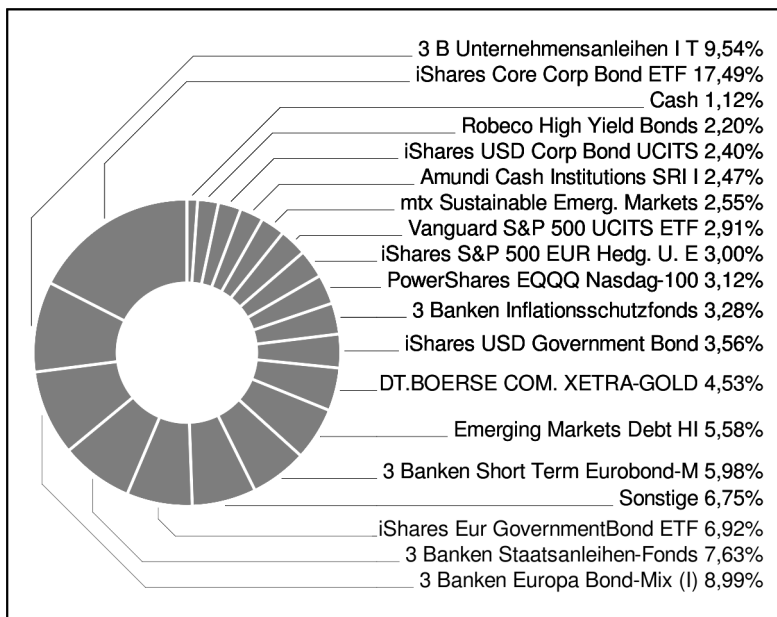 3 B Unternehmensanleihen I T 9,54%
iShares Core Corp Bond ETF 17,49%
Cash 1,12%
Robeco High Yield Bonds 2,20%
iShares USD Corp Bond UCITS 2,40%
Amundi Cash Institutions SRI I 2,47%
mtx Sustainable Emerg. Markets 2,55%
Vanguard S&P 500 UCITS ETF 2,91%
iShares S&P 500 EUR Hedg. U. E 3,00%
PowerShares EQQQ Nasdag-100 3,12%
3 Banken Inflationsschutzfonds 3,28%
iShares USD Government Bond 3,56%
DT.BOERSE COM. XETRA-GOLD 4,53%
Emerging Markets Debt HI 5,58%
3 Banken Short Term Eurobond-M 5,98%
Sonstige 6,75%
iShares Eur GovernmentBond ETF 6,92%
3 Banken Staatsanleihen-Fonds 7,63%
3 Banken Europa Bond-Mix (I) 8,99%